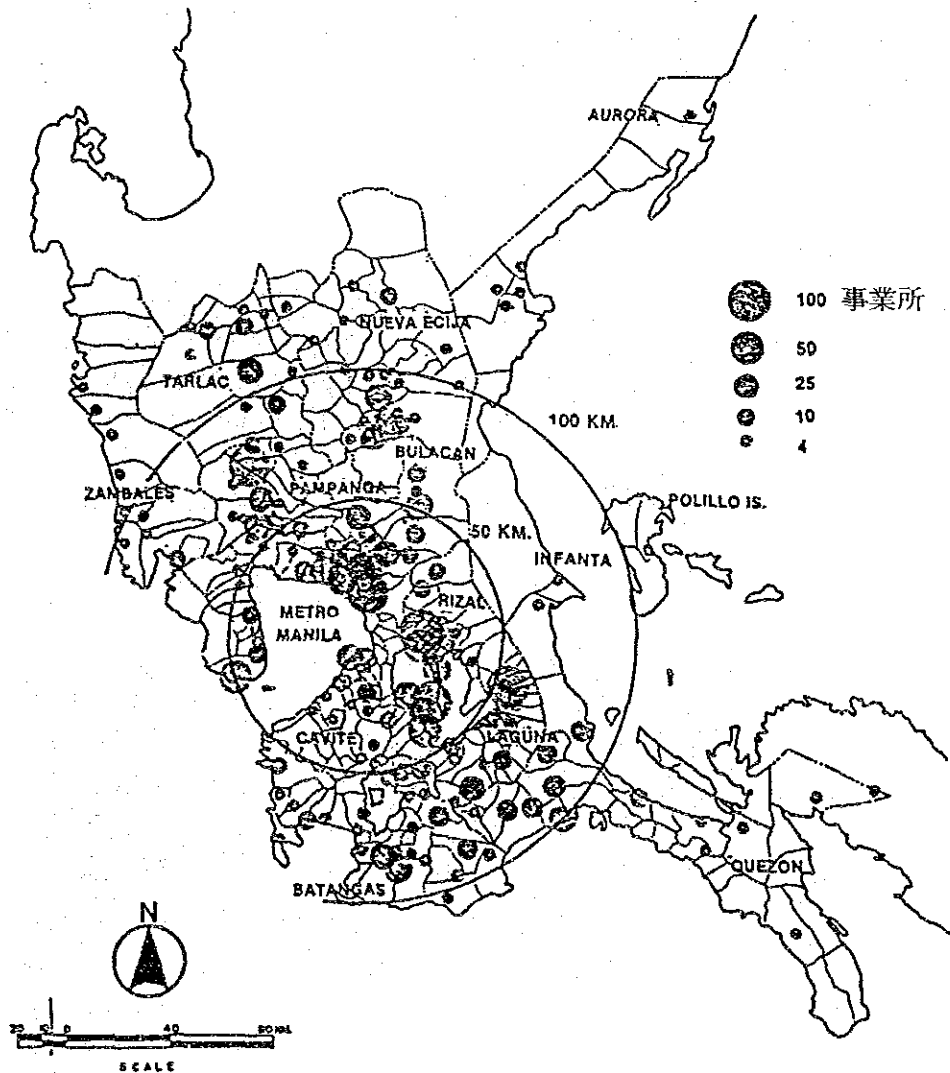 AURORA
100 事業所
50
25
10
4
NUEVA ECIJA
TARLAC
100 KM.
BULACAN
ZAMBALES
PAMPANGA
POLILLO IS.
50 KM.
INFANTA
METRO
MANILA
RIZAL
CAVITE
LAGUNA
QUEZON
BATANGAS
N
0
40
SCALE